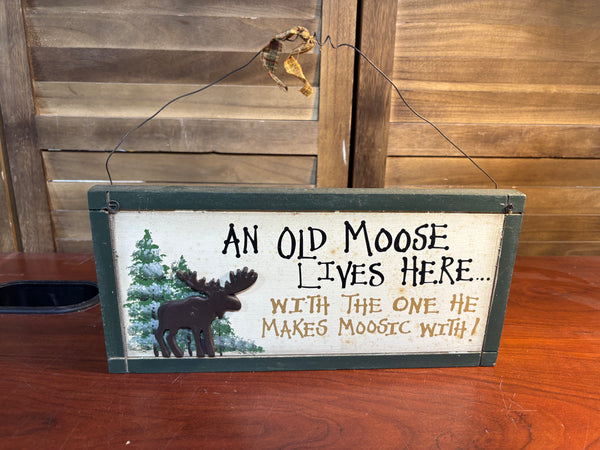 AN OLD MOOSE
LIVES HERE...
WITH THE ONE HE
MAKES MOOSIC WITH!